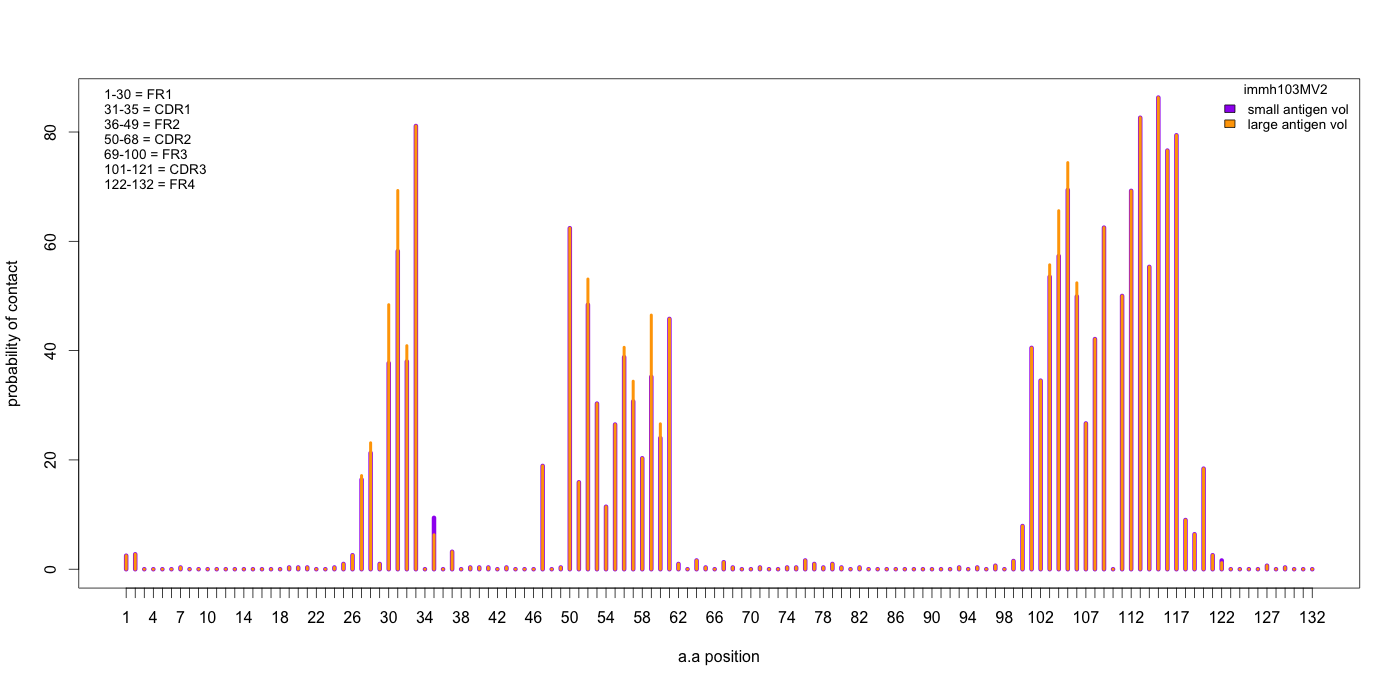 1-30 = FR1
31-35 = CDR1
36-49 = FR2
50-68 = CDR2
69-100 = FR3
101-121 = CDR3
122-132 = FR4
immh103MV2
small antigen vol
large antigen vol
probability of contact
80
60
40
20
0
1 4 7 10 14 18 22 26 30 34 38 42 46 50 54 58 62 66 70 74 78 82 86 90 94 98 102 107 112 117 122 127 132
a.a position